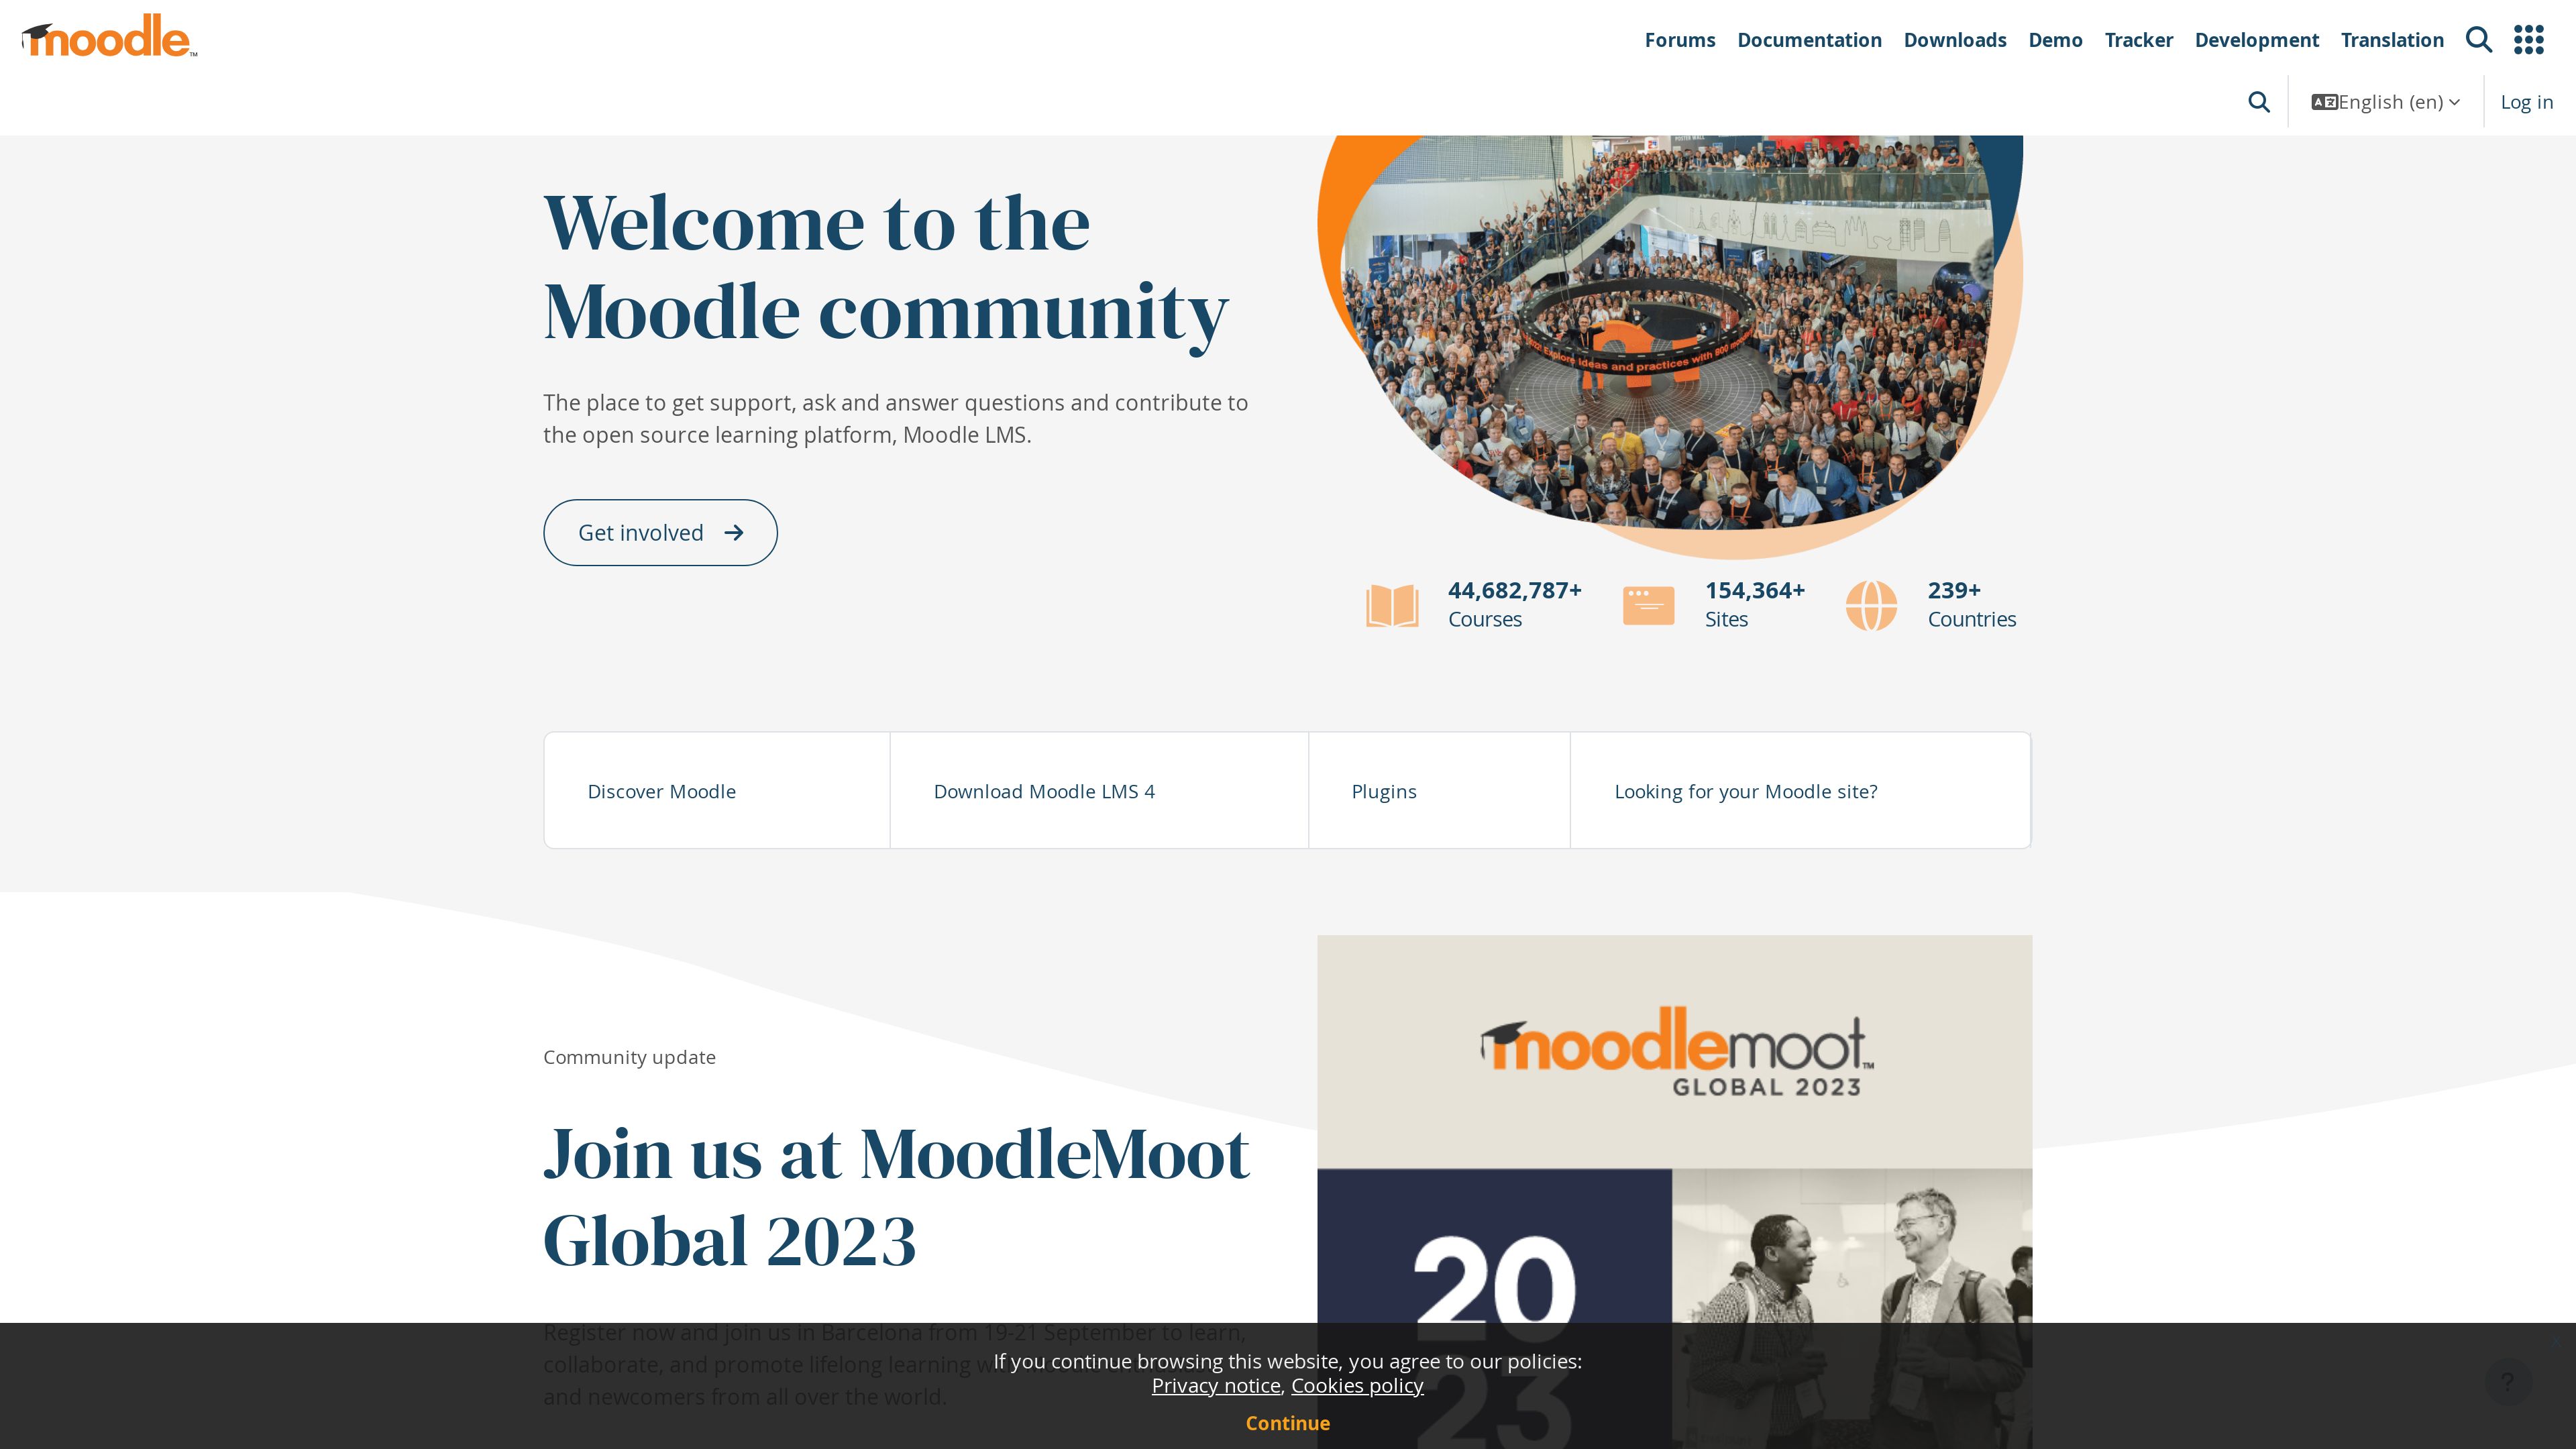 moodle™
Forums Documentation Downloads Demo Tracker Development Translation
English (en) Log in
Welcome to the
Moodle community
The place to get support, ask and answer questions and contribute to
the open source learning platform, Moodle LMS.
Get involved
Explore ideas and practices with 800
44,682,787+
Courses
154,364+
Sites
239+
Countries
Discover Moodle
Download Moodle LMS 4
Plugins
Looking for your Moodle site?
Community update
Join us at MoodleMoot
Global 2023
moodlemoot™
GLOBAL 2023
20
23
Register now and join us in Barcelona from 19-21 September to learn,
collaborate, and promote lifelong learning
and newcomers from all over the world.
If you continue browsing this website, you agree to our policies:
Privacy notice, Cookies policy
Continue
?